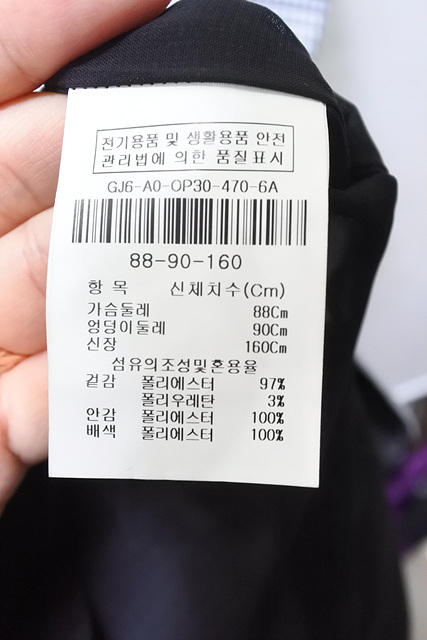 전기용품 및 생활용품 안전
관리법에 의한 품질표시
GJ6-A0-OP30-470-6A
88-90-160
항 목 신체치수(Cm)
가슴둘레 88Cm
엉덩이둘레 90Cm
신장 160Cm
섬유의조성및혼용율
겉감 폴리에스터 97%
폴리우레탄 3%
안감 폴리에스터 100%
배색 폴리에스터 100%